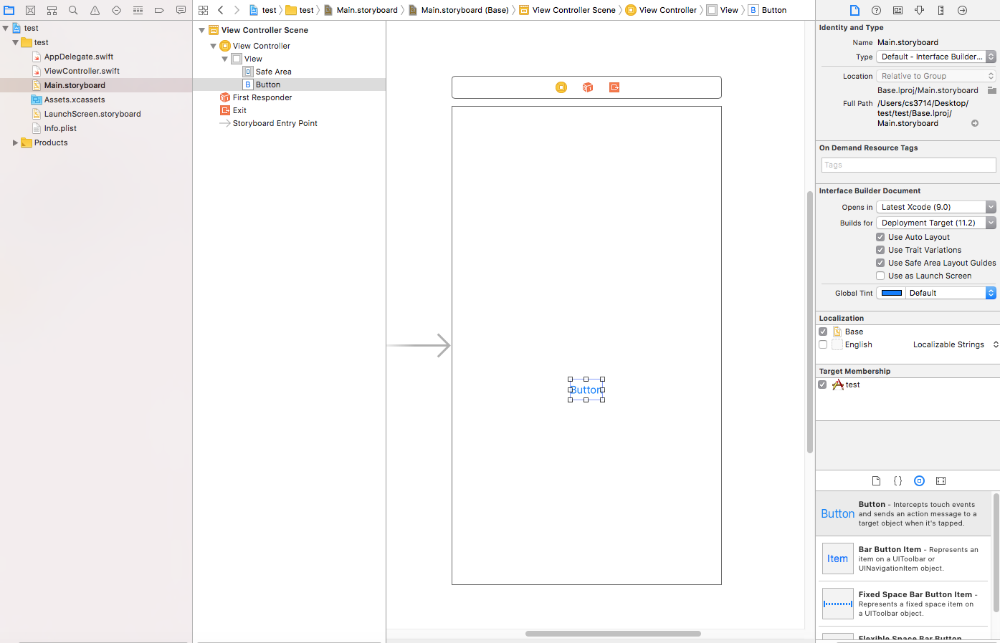 test
test
Main.storyboard
Main.storyboard (Base)
View Controller Scene
View Controller
View
B Button
test
test
AppDelegate.swift
ViewController.swift
Main.storyboard
Assets.xcassets
LaunchScreen.storyboard
Info.plist
Products
View Controller Scene
View Controller
View
Safe Area
B Button
First Responder
Exit
Storyboard Entry Point
Button
Identity and Type
Name Main.storyboard
Type Default - Interface Builder...
Location Relative to Group
Base.lproj/Main.storyboard
Full Path /Users/cs3714/Desktop/
test/test/Base.lproj/
Main.storyboard
On Demand Resource Tags
Tags
Interface Builder Document
Opens in Latest Xcode (9.0)
Builds for Deployment Target (11.2)
Use Auto Layout
Use Trait Variations
Use Safe Area Layout Guides
Use as Launch Screen
Global Tint Default
Localization
Base
English Localizable Strings
Target Membership
test
{}
Button
Button - Intercepts touch events
and sends an action message to a
target object when it's tapped.
Item
Bar Button Item - Represents an
item on a UIToolbar or
UINavigationItem object.
Fixed Space Bar Button Item -
Represents a fixed space item on
a UIToolbar object.
Flexible Space Bar Button